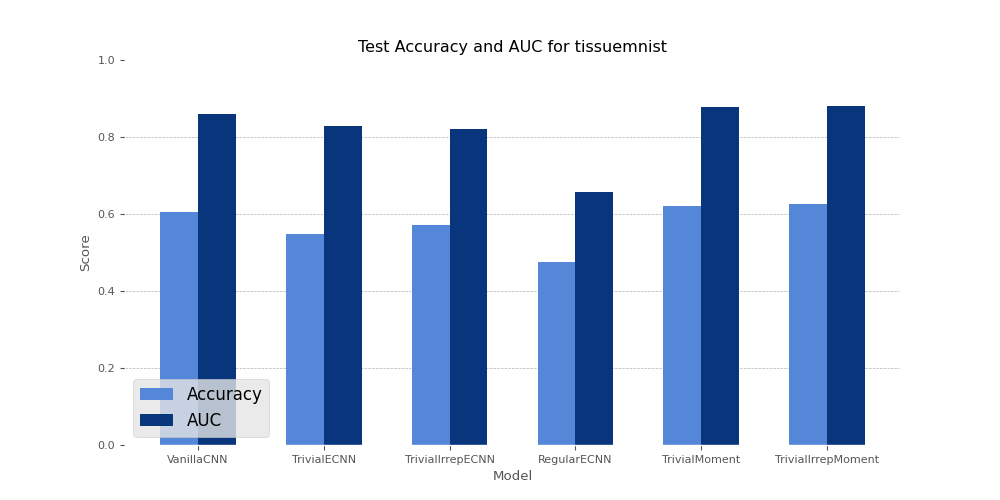 Test Accuracy and AUC for tissuemnist
1.0
0.8
0.6
0.4
0.2
0.0
Score
Accuracy
AUC
VanillaCNN TrivialECNN TrivialIrrepECNN RegularECNN TrivialMoment TrivialIrrepMoment
Model